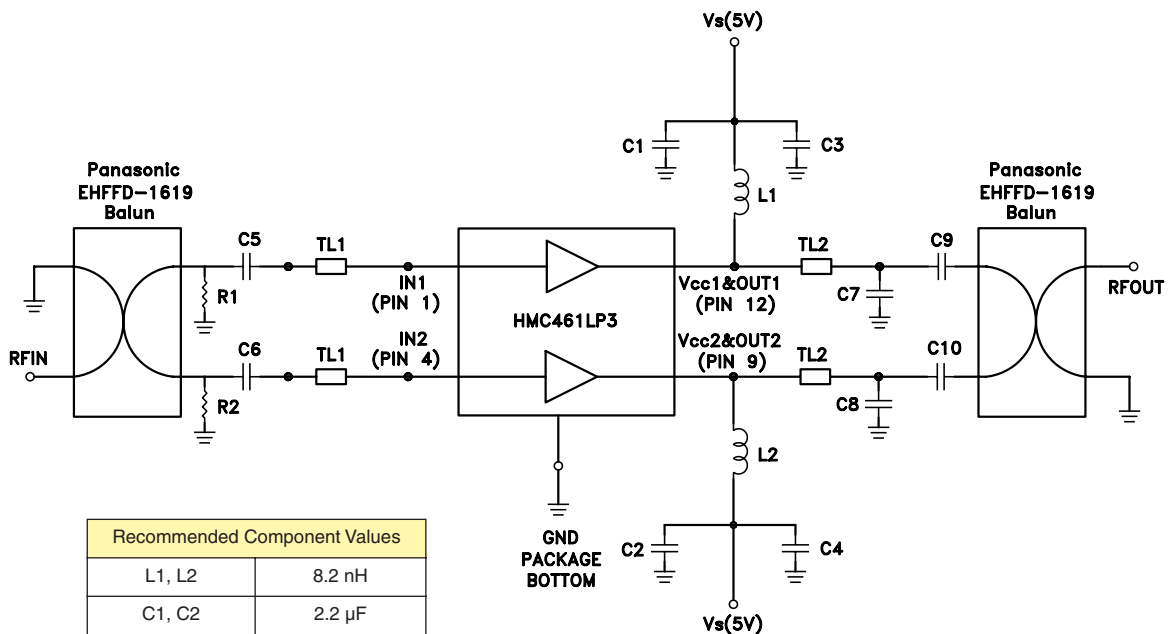 Vs(5V)
C1
C3
L1
Panasonic
EHFFD-1619
Balun
Panasonic
EHFFD-1619
Balun
C5
TL1
IN1
(PIN 1)
Vcc1&OUT1
(PIN 12)
TL2
C9
C7
R1
RFOUT
HMC461LP3
RFIN
C6
TL1
IN2
(PIN 4)
Vcc2&OUT2
(PIN 9)
TL2
C10
C8
R2
L2
GND
PACKAGE
BOTTOM
C2
C4
Vs(5V)
Recommended Component Values
L1, L2 8.2 nH
C1, C2 2.2 µF